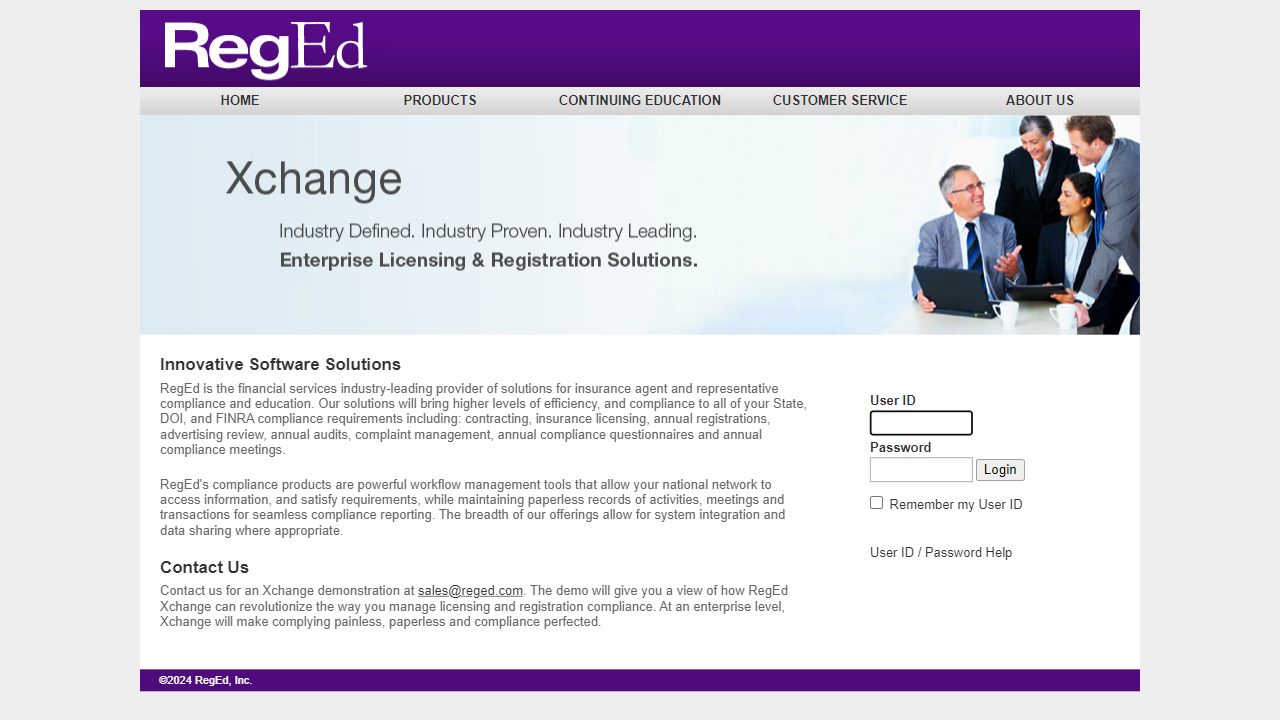 RegEd
HOME PRODUCTS CONTINUING EDUCATION CUSTOMER SERVICE ABOUT US
Xchange
Industry Defined. Industry Proven. Industry Leading.
Enterprise Licensing & Registration Solutions.
Innovative Software Solutions
RegEd is the financial services industry-leading provider of solutions for insurance agent and representative
compliance and education. Our solutions will bring higher levels of efficiency, and compliance to all of your State,
DOI, and FINRA compliance requirements including: contracting, insurance licensing, annual registrations,
advertising review, annual audits, complaint management, annual compliance questionnaires and annual
compliance meetings.
RegEd's compliance products are powerful workflow management tools that allow your national network to
access information, and satisfy requirements, while maintaining paperless records of activities, meetings and
transactions for seamless compliance reporting. The breadth of our offerings allow for system integration and
data sharing where appropriate.
Contact Us
Contact us for an Xchange demonstration at sales@reged.com. The demo will give you a view of how RegEd
Xchange can revolutionize the way you manage licensing and registration compliance. At an enterprise level,
Xchange will make complying painless, paperless and compliance perfected.
User ID
Password
Login
Remember my User ID
User ID / Password Help
©2024 RegEd, Inc.